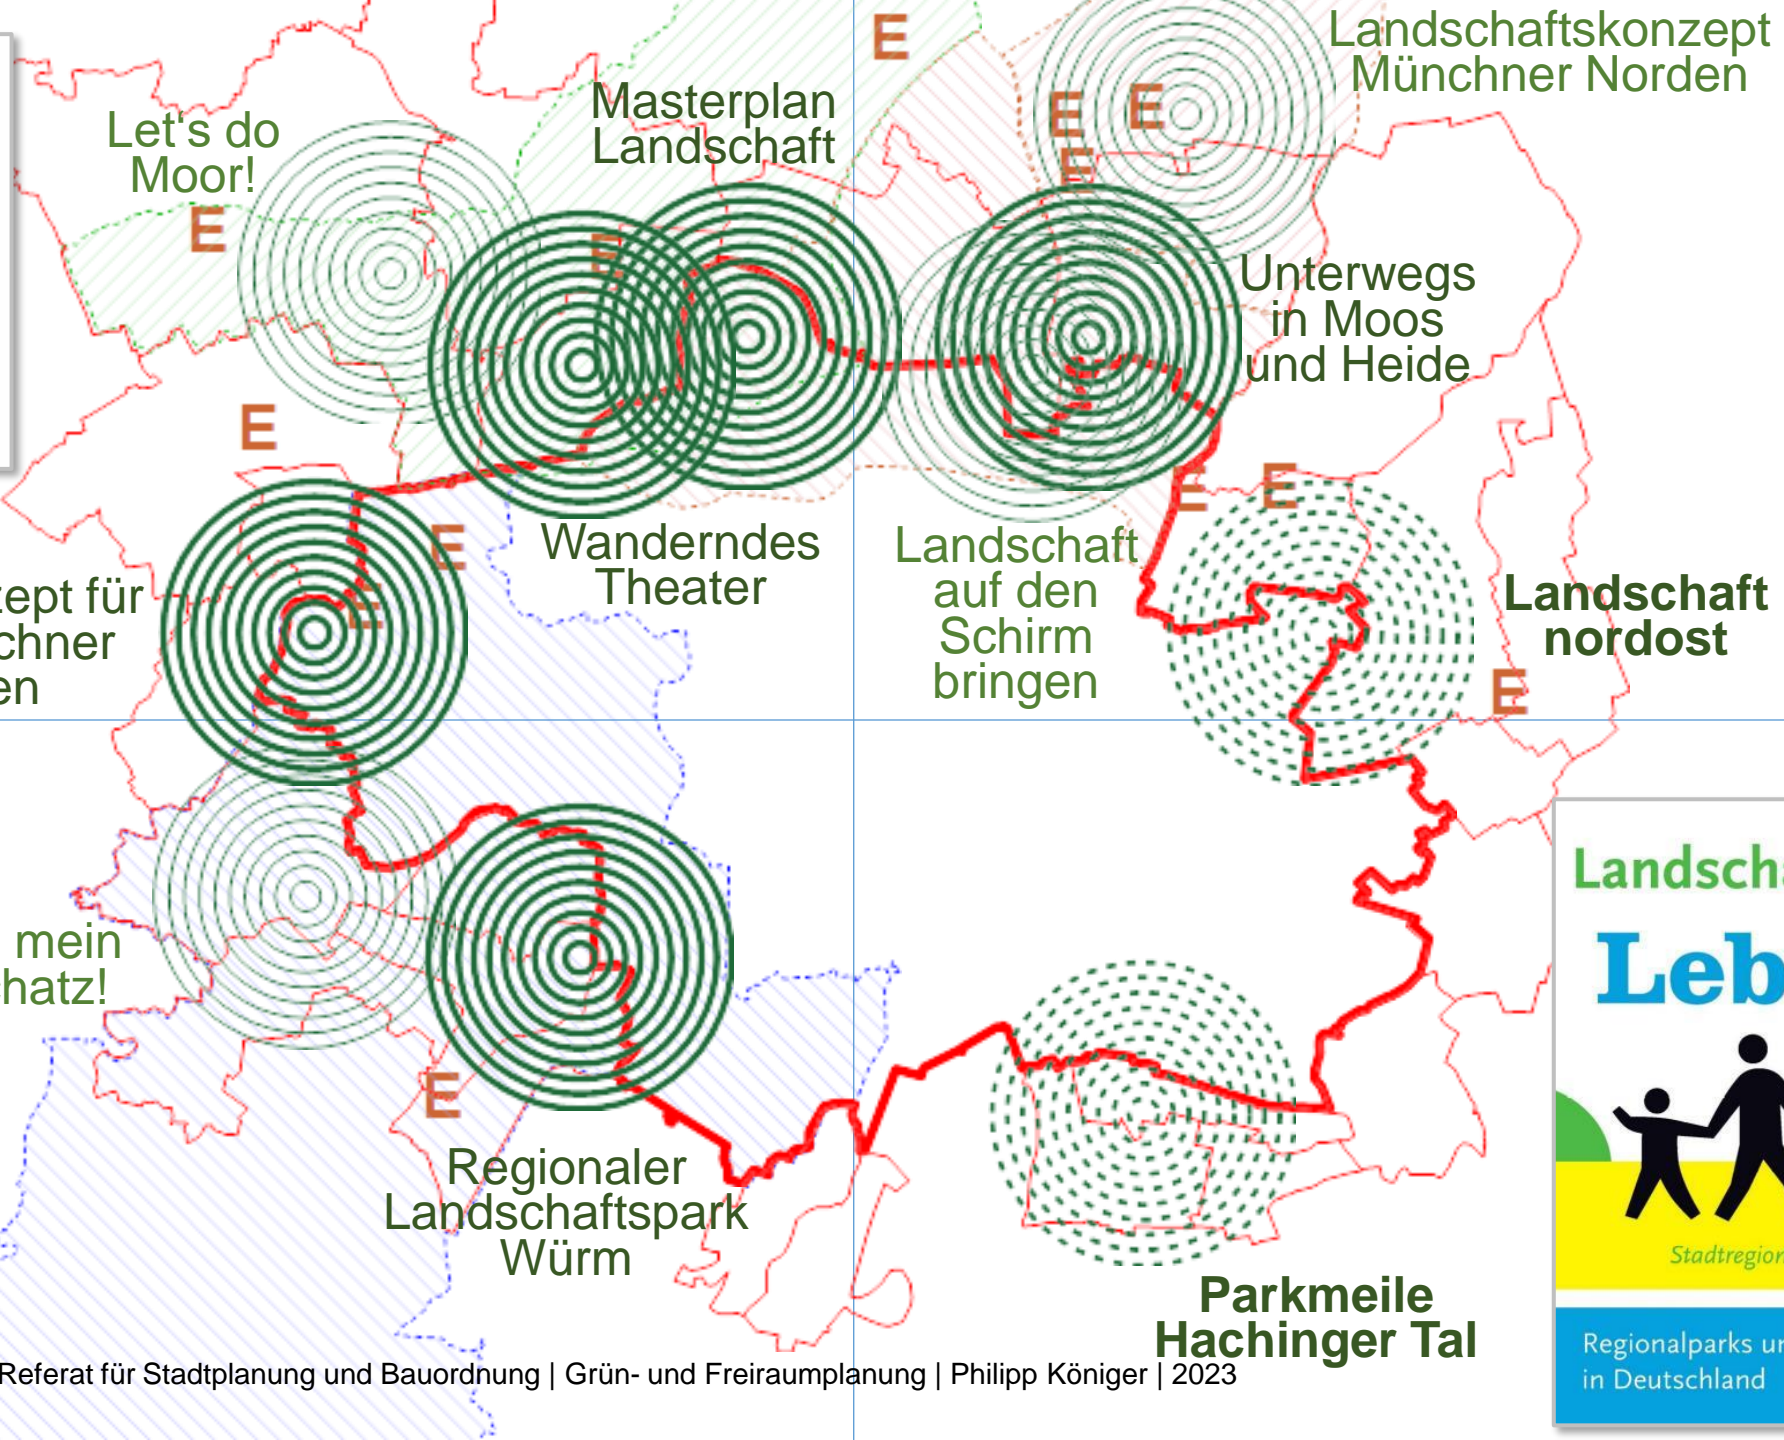 Landschaftskonzept
Münchner Norden
E
Masterplan
Landschaft
E
E
E
Let's do
Moor!
E
E
Unterwegs
in Moos
und Heide
E
E
E
Wanderndes
Theater
E
E
Landschaft
auf den
Schirm
bringen
zept für
chner
en
Landschaft
nordost
E
mein
hatz!
Landscha
Leb
E
Regionaler
Landschaftspark
Würm
Stadtregion
Parkmeile
Hachinger Tal
Regionalparks un
in Deutschland
Referat für Stadtplanung und Bauordnung | Grün- und Freiraumplanung | Philipp Königer | 2023